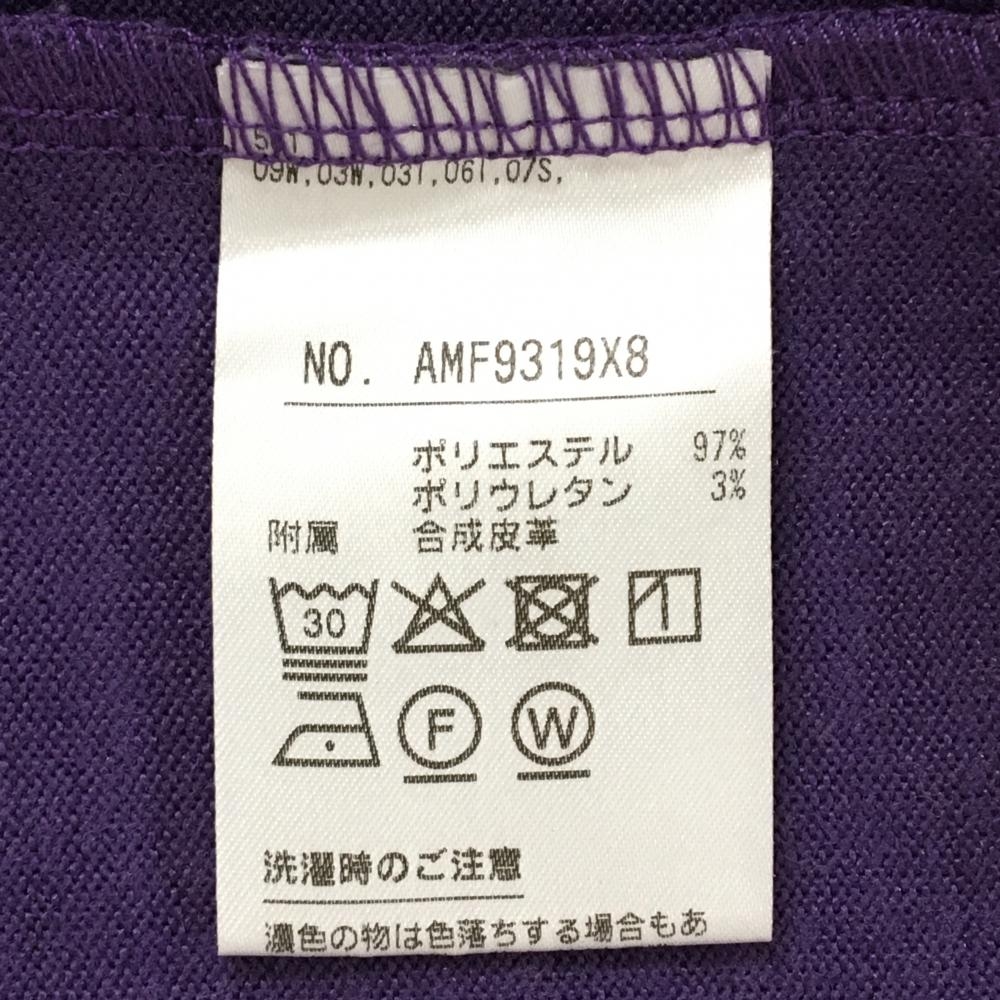 09W,03W,03T,06T,07S,
NO. AMF9319X8
ポリエステル 97%
ポリウレタン 3%
附属 合成皮革
30
F W
洗濯時のご注意
濃色の物は色落ちする場合もあ